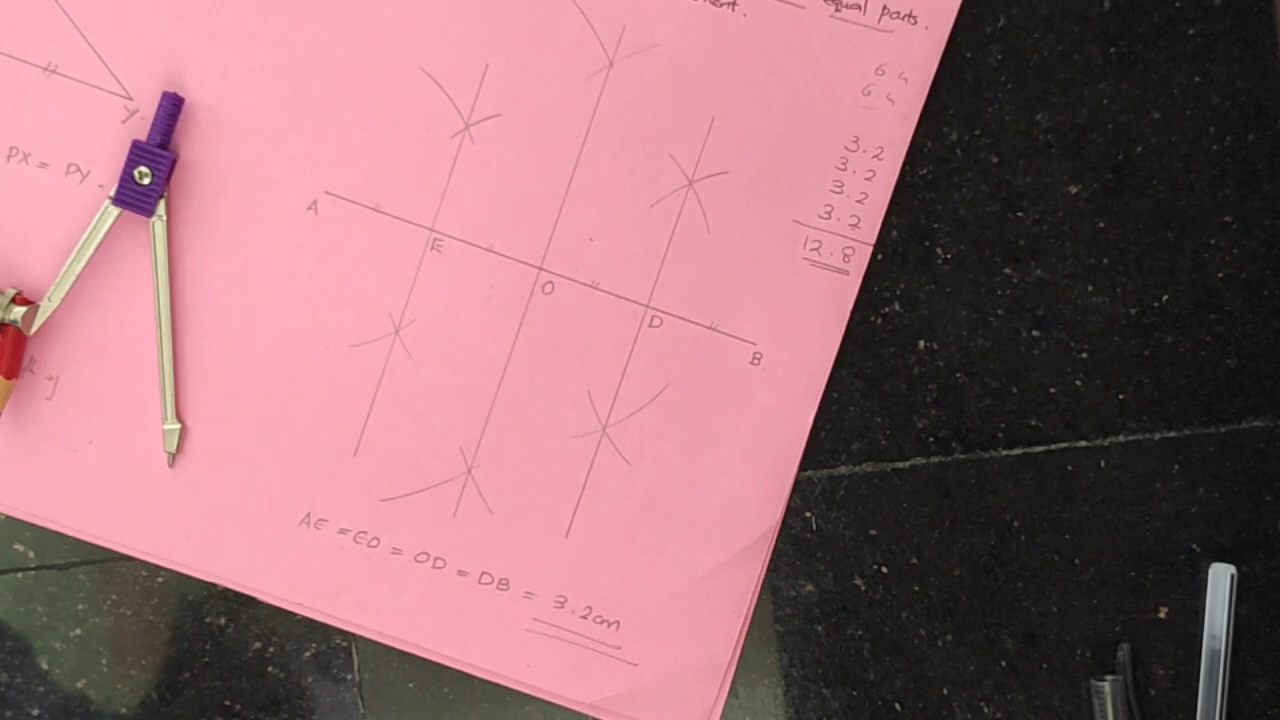 equal parts.
6.4
6.4
Y
PX = PY.
3.2
3.2
3.2
3.2
12.8
A
E
O
D
B
AE = EO = OD = DB = 3.2cm